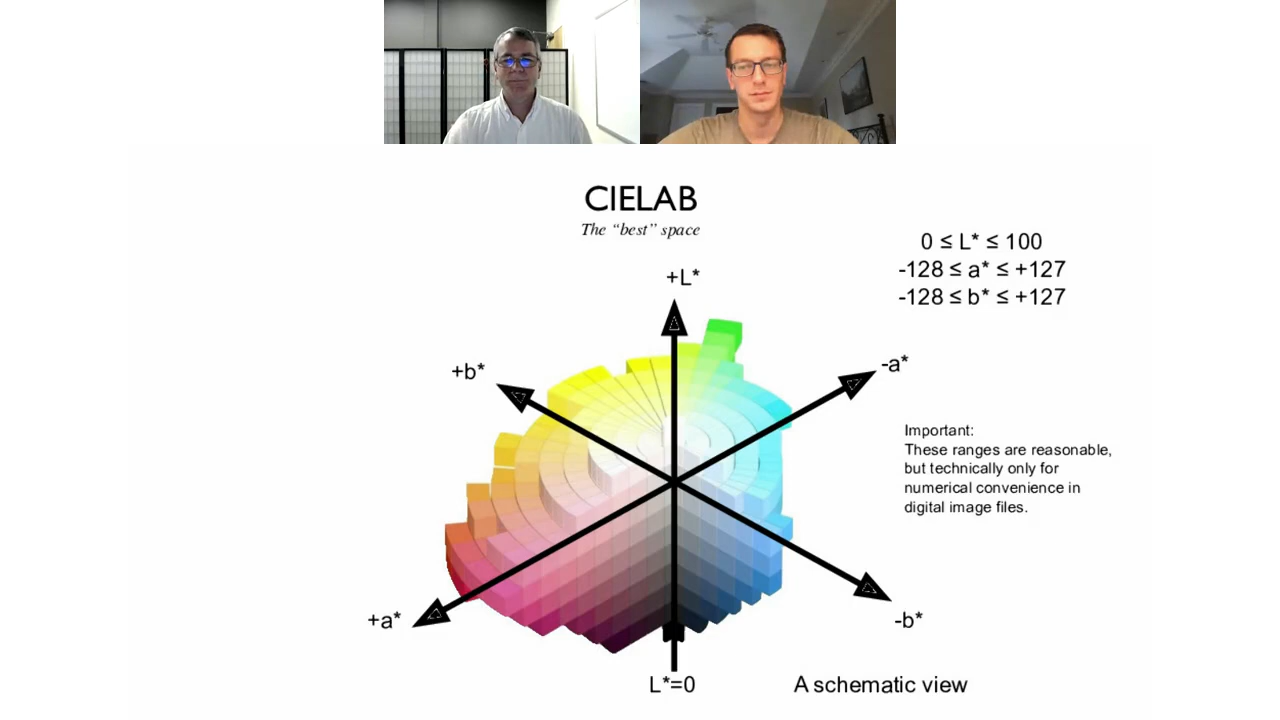 CIELAB
The “best” space
0 ≤ L* ≤ 100
-128 ≤ a* ≤ +127
-128 ≤ b* ≤ +127
+L*
+b*
-a*
Important:
These ranges are reasonable,
but technically only for
numerical convenience in
digital image files.
+a*
-b*
L*=0
A schematic view